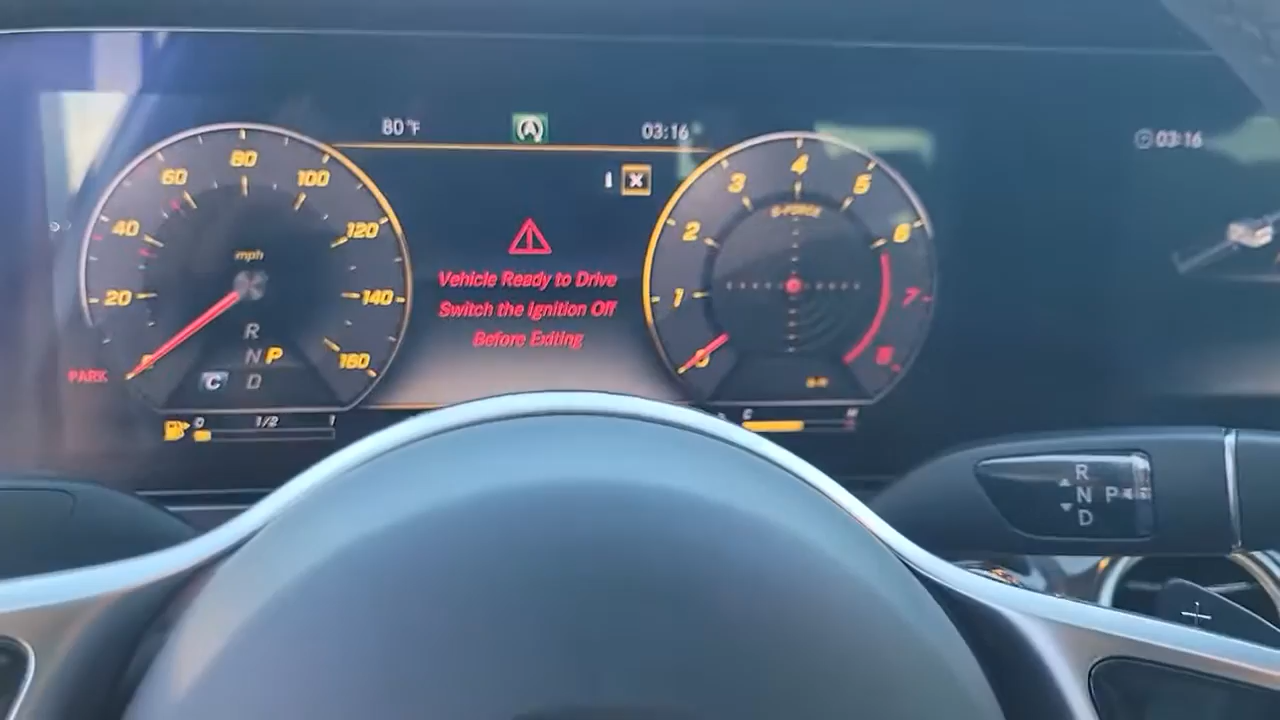 80°F
03:16
03:16
i
20
40
60
80
100
120
140
160
mph
Vehicle Ready to Drive
Switch the Ignition Off
Before Exiting
0
1
2
3
4
5
6
7
8
G-FORCE
R
N P
D
C
PARK
0 1/2 1
C H
R
N P
D